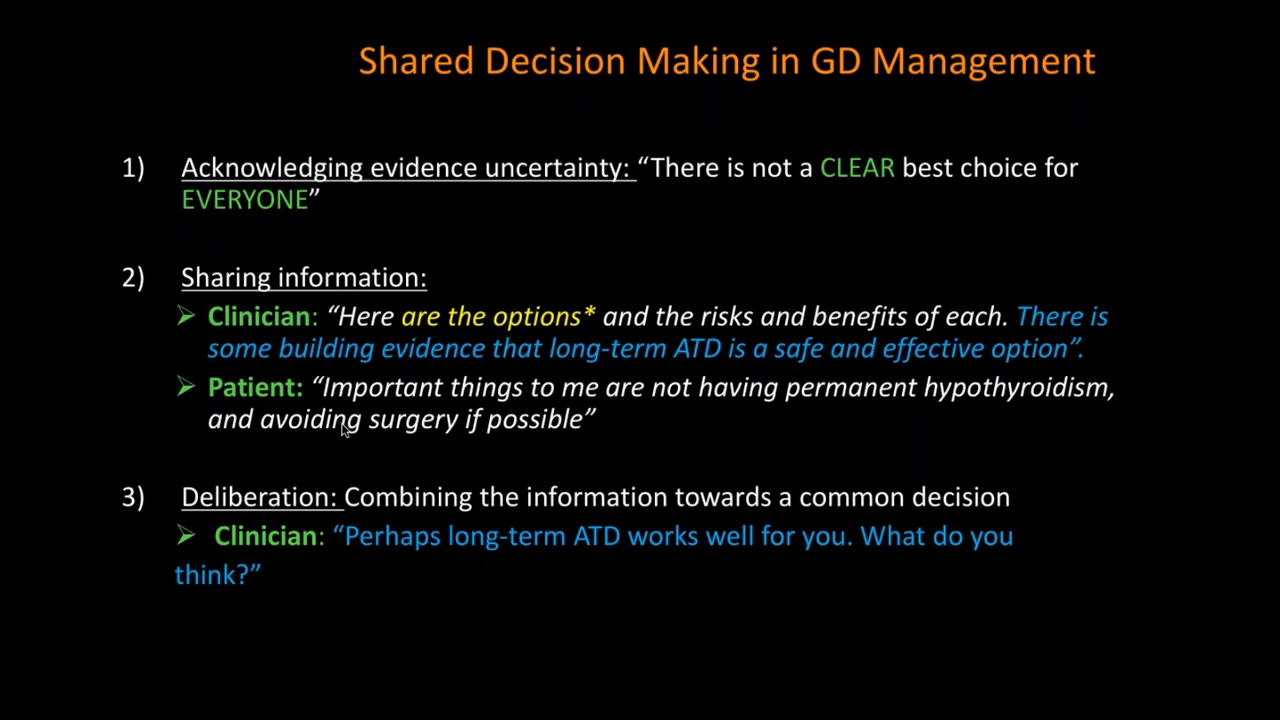 Shared Decision Making in GD Management
1) Acknowledging evidence uncertainty: “There is not a CLEAR best choice for
EVERYONE”
2) Sharing information:
➢ Clinician: “Here are the options* and the risks and benefits of each. There is
some building evidence that long-term ATD is a safe and effective option”.
➢ Patient: “Important things to me are not having permanent hypothyroidism,
and avoiding surgery if possible”
3) Deliberation: Combining the information towards a common decision
➢ Clinician: “Perhaps long-term ATD works well for you. What do you
think?”